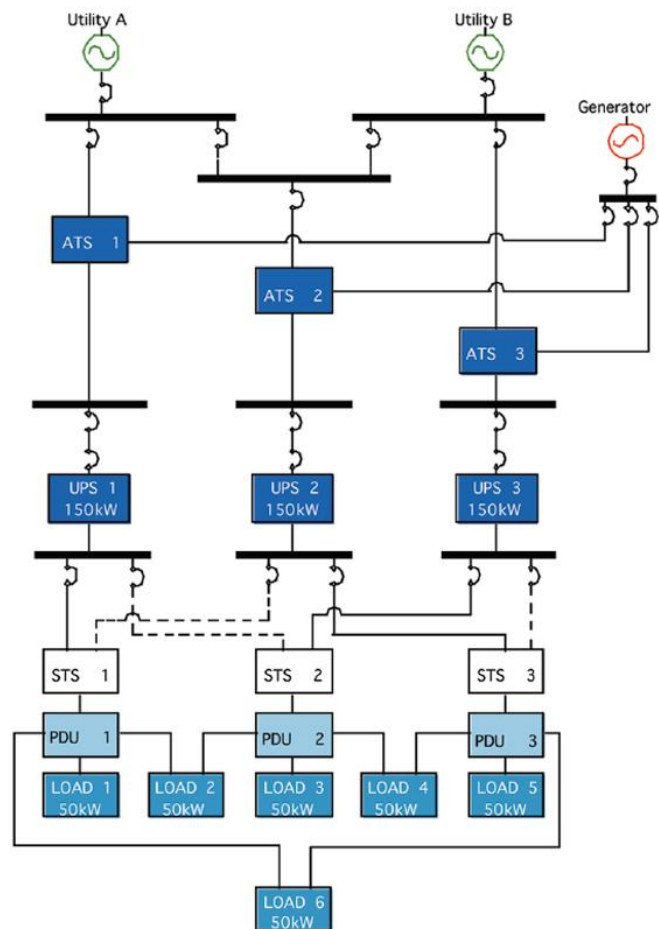 Utility A
Utility B
Generator
ATS 1
ATS 2
ATS 3
UPS 1
150kW
UPS 2
150kW
UPS 3
150kW
STS 1
STS 2
STS 3
PDU 1
PDU 2
PDU 3
LOAD 1
50kW
LOAD 2
50kW
LOAD 3
50kW
LOAD 4
50kW
LOAD 5
50kW
LOAD 6
50kW